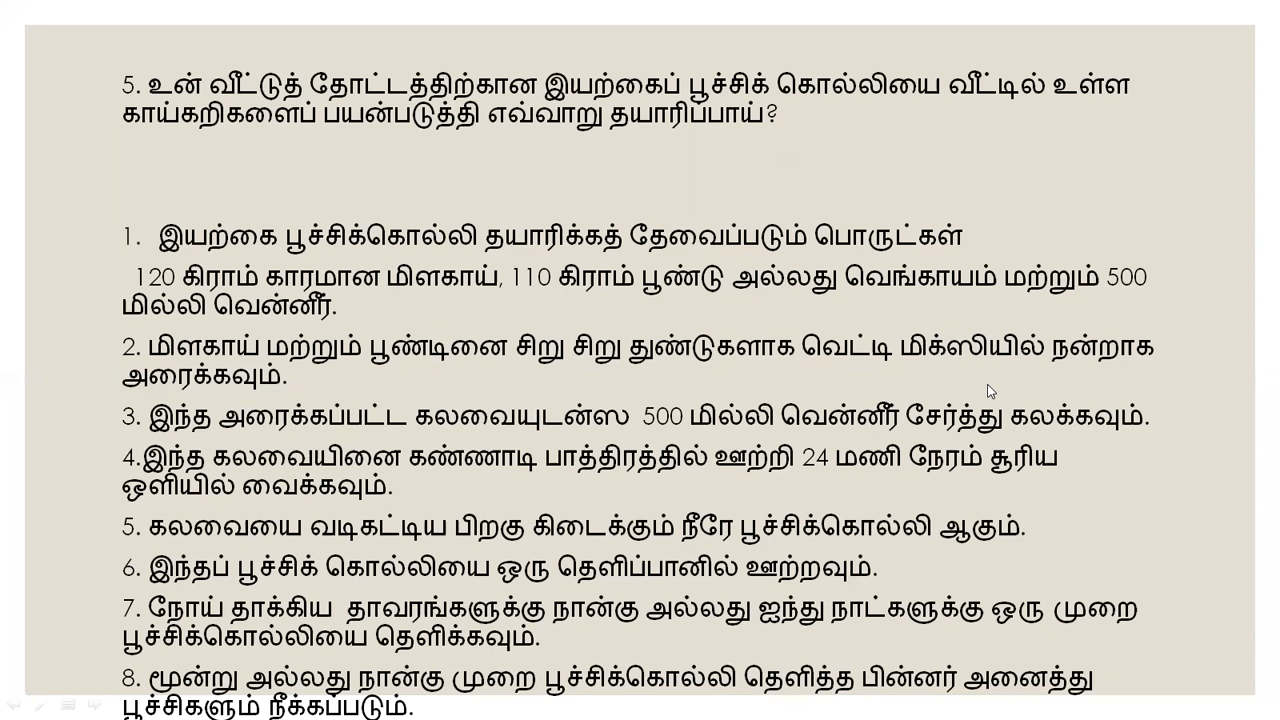 5. உன் வீட்டுத் தோட்டத்திற்கான இயற்கைப் பூச்சிக் கொல்லியை வீட்டில் உள்ள
காய்கறிகளைப் பயன்படுத்தி எவ்வாறு தயாரிப்பாய்?
1. இயற்கை பூச்சிக்கொல்லி தயாரிக்கத் தேவைப்படும் பொருட்கள்
120 கிராம் காரமான மிளகாய், 110 கிராம் பூண்டு அல்லது வெங்காயம் மற்றும் 500
மில்லி வென்னீர்.
2. மிளகாய் மற்றும் பூண்டினை சிறு சிறு துண்டுகளாக வெட்டி மிக்ஸியில் நன்றாக
அரைக்கவும்.
3. இந்த அரைக்கப்பட்ட கலவையுடன்ஸ 500 மில்லி வென்னீர் சேர்த்து கலக்கவும்.
4.இந்த கலவையினை கண்ணாடி பாத்திரத்தில் ஊற்றி 24 மணி நேரம் சூரிய
ஒளியில் வைக்கவும்.
5. கலவையை வடிகட்டிய பிறகு கிடைக்கும் நீரே பூச்சிக்கொல்லி ஆகும்.
6. இந்தப் பூச்சிக் கொல்லியை ஒரு தெளிப்பானில் ஊற்றவும்.
7. நோய் தாக்கிய தாவரங்களுக்கு நான்கு அல்லது ஐந்து நாட்களுக்கு ஒரு முறை
பூச்சிக்கொல்லியை தெளிக்கவும்.
8. மூன்று அல்லது நான்கு முறை பூச்சிக்கொல்லி தெளித்த பின்னர் அனைத்து
பூச்சிகளும் நீக்கப்படும்.